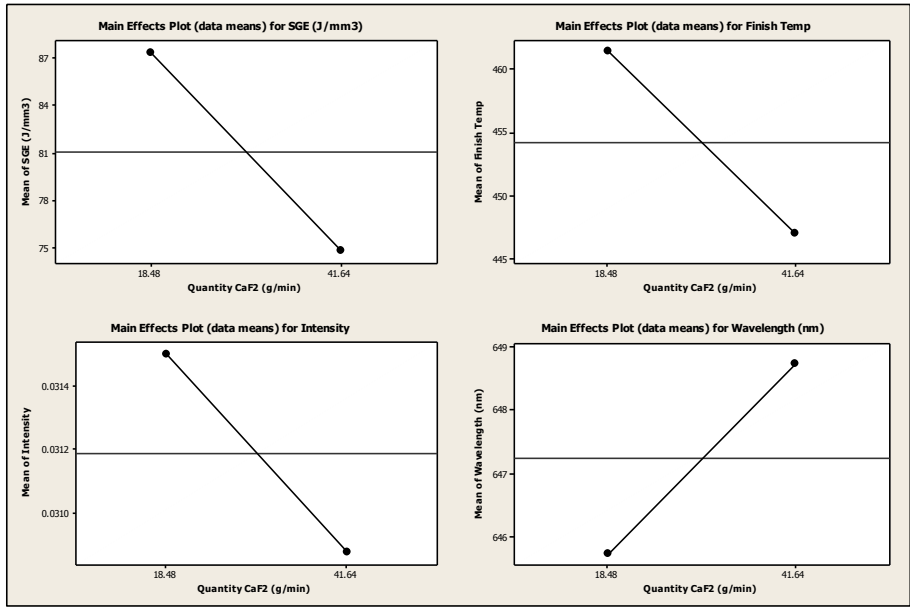 Main Effects Plot (data means) for SGE (J/mm3)
Mean of SGE (J/mm3)
87
84
81
78
75
18.48
41.64
Quantity CaF2 (g/min)
Main Effects Plot (data means) for Finish Temp
Mean of Finish Temp
460
455
450
445
18.48
41.64
Quantity CaF2 (g/min)
Main Effects Plot (data means) for Intensity
Mean of Intensity
0.0314
0.0312
0.0310
18.48
41.64
Quantity CaF2 (g/min)
Main Effects Plot (data means) for Wavelength (nm)
Mean of Wavelength (nm)
649
648
647
646
18.48
41.64
Quantity CaF2 (g/min)